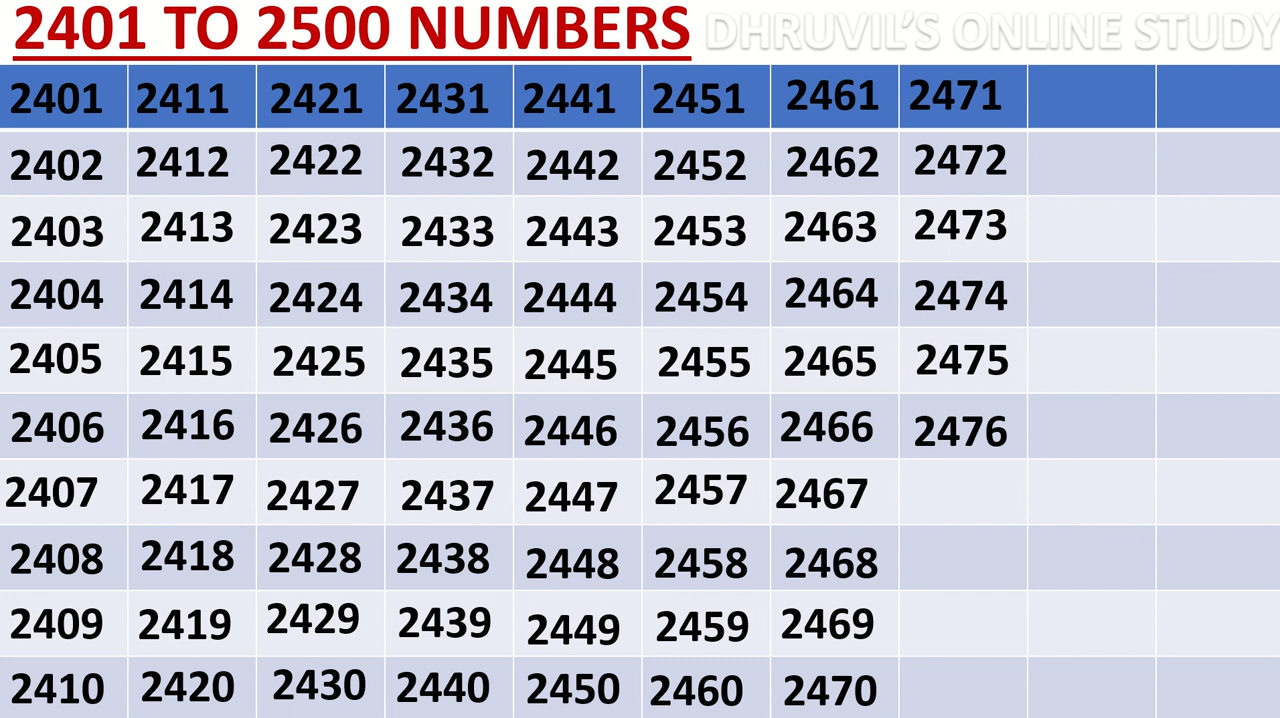 2401 TO 2500 NUMBERS DHRUVIL'S ONLINE STUDY
2401 2411 2421 2431 2441 2451 2461 2471
2402 2412 2422 2432 2442 2452 2462 2472
2403 2413 2423 2433 2443 2453 2463 2473
2404 2414 2424 2434 2444 2454 2464 2474
2405 2415 2425 2435 2445 2455 2465 2475
2406 2416 2426 2436 2446 2456 2466 2476
2407 2417 2427 2437 2447 2457 2467
2408 2418 2428 2438 2448 2458 2468
2409 2419 2429 2439 2449 2459 2469
2410 2420 2430 2440 2450 2460 2470